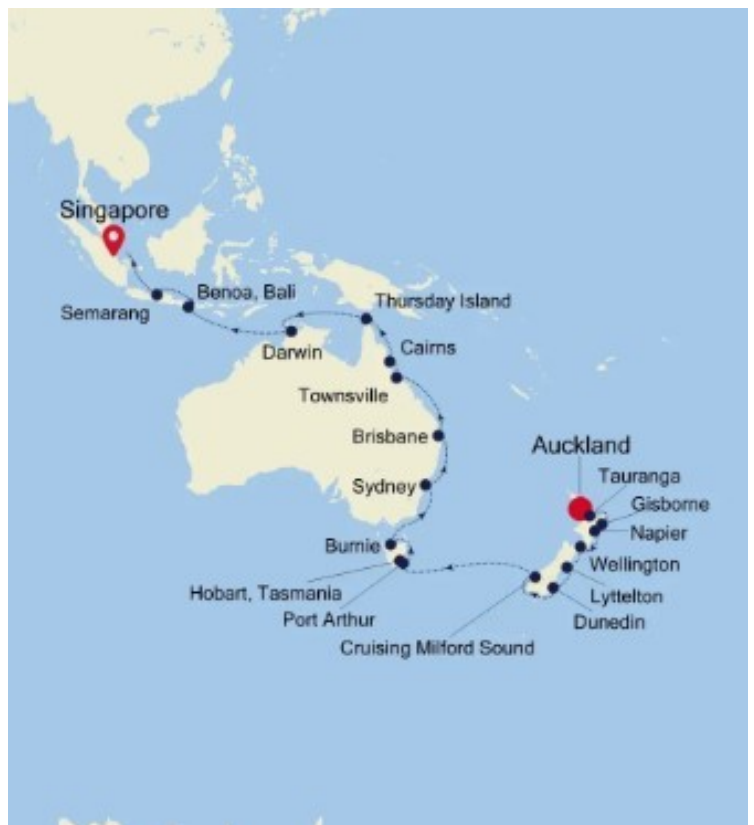 Singapore
Benoa, Bali
Semarang
Thursday Island
Darwin
Cairns
Townsville
Brisbane
Auckland
Tauranga
Sydney
Gisborne
Napier
Burnie
Wellington
Hobart, Tasmania
Lyttelton
Port Arthur
Dunedin
Cruising Milford Sound